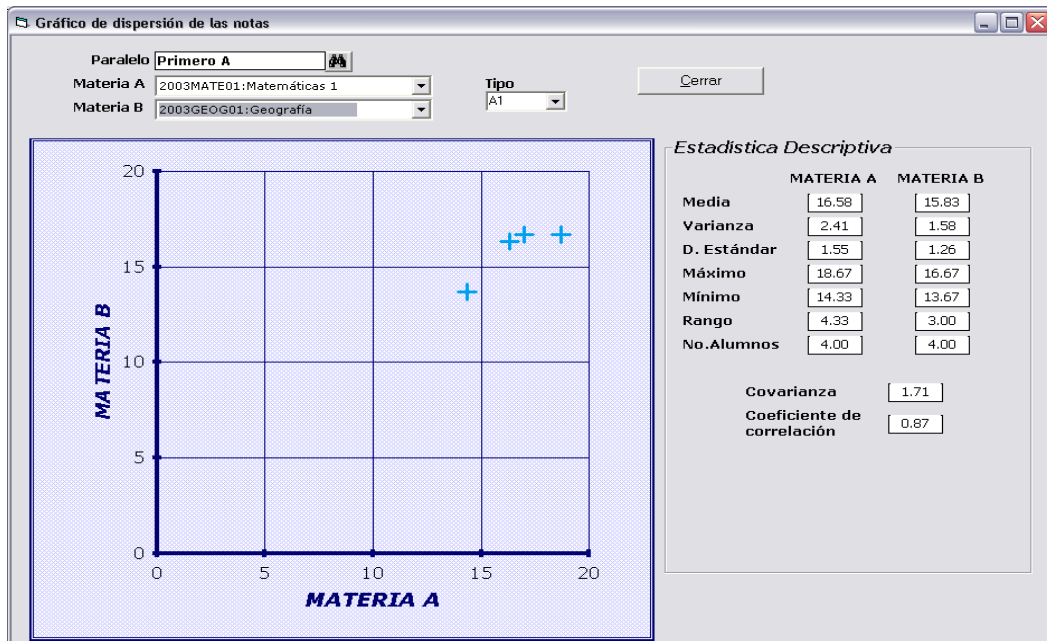 Gráfico de dispersión de las notas
Paralelo Primero A
Materia A 2003MATE01:Matemáticas 1
Materia B 2003GEOG01:Geografía
Tipo
A1
Cerrar
20
15
10
5
0
0 5 10 15 20
MATERIA B
MATERIA A
Estadística Descriptiva
MATERIA A MATERIA B
Media 16.58 15.83
Varianza 2.41 1.58
D. Estándar 1.55 1.26
Máximo 18.67 16.67
Mínimo 14.33 13.67
Rango 4.33 3.00
No.Alumnos 4.00 4.00
Covarianza 1.71
Coeficiente de
correlación 0.87